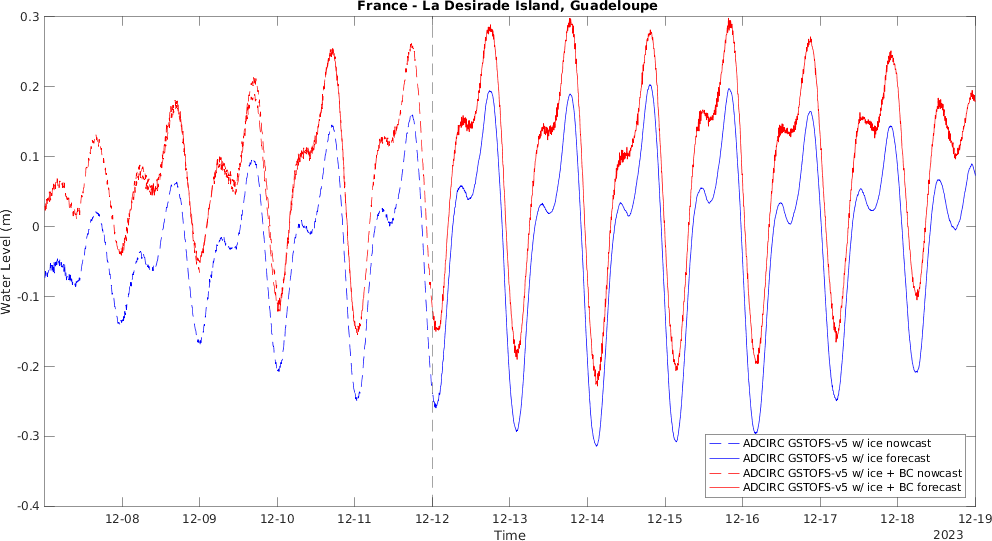 France - La Desirade Island, Guadeloupe
Water Level (m)
0.3
0.2
0.1
0
-0.1
-0.2
-0.3
-0.4
12-08 12-09 12-10 12-11 12-12 12-13 12-14 12-15 12-16 12-17 12-18 12-19
Time
2023
ADCIRC GSTOFS-v5 w/ ice nowcast
ADCIRC GSTOFS-v5 w/ ice forecast
ADCIRC GSTOFS-v5 w/ ice + BC nowcast
ADCIRC GSTOFS-v5 w/ ice + BC forecast